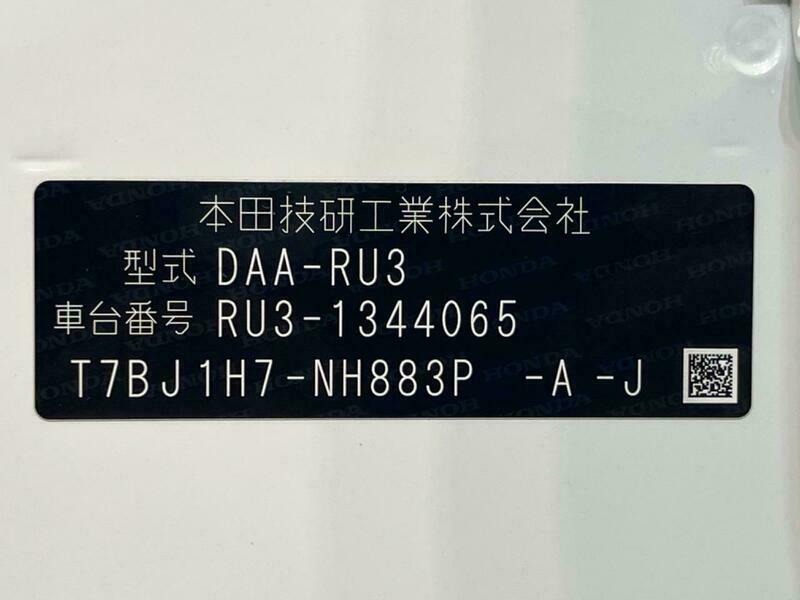 本田技研工業株式会社
型式 DAA-RU3
車台番号 RU3-1344065
T7BJ1H7-NH883P -A -J